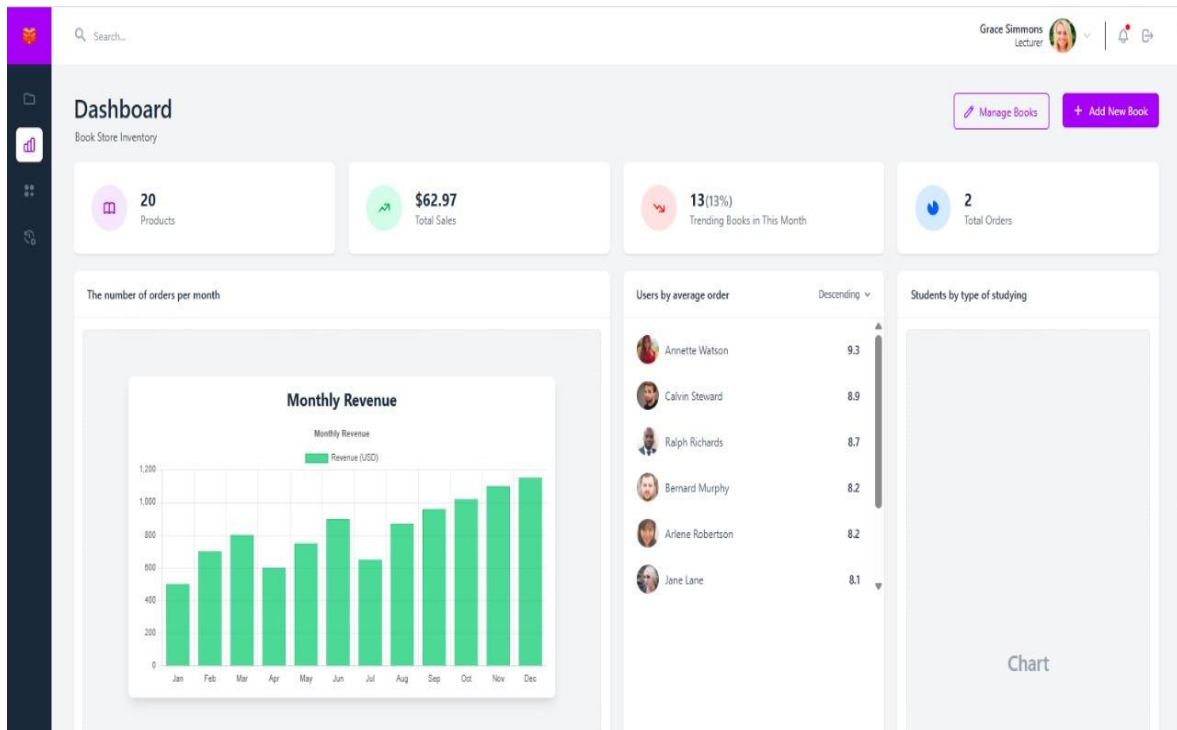 Search...
Grace Simmons
Lecturer
Dashboard
Book Store Inventory
Manage Books
+ Add New Book
20
Products
$62.97
Total Sales
13(13%)
Trending Books in This Month
2
Total Orders
The number of orders per month
Monthly Revenue
Monthly Revenue
Revenue (USD)
1,200
1,000
800
600
400
200
0
Jan Feb Mar Apr May Jun Jul Aug Sep Oct Nov Dec
Users by average order Descending
Annette Watson 9.3
Calvin Steward 8.9
Ralph Richards 8.7
Bernard Murphy 8.2
Arlene Robertson 8.2
Jane Lane 8.1
Students by type of studying
Chart